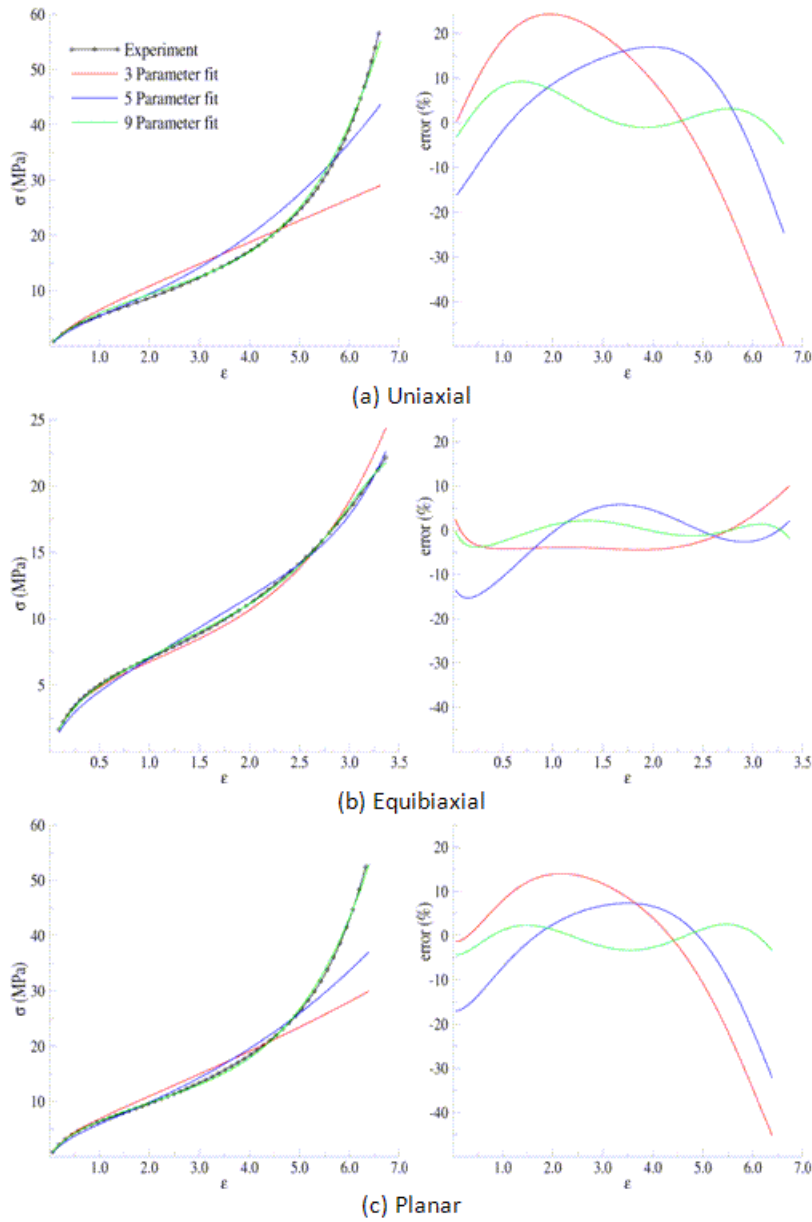 60
50
40
30
20
10
σ (MPa)
Experiment
3 Parameter fit
5 Parameter fit
9 Parameter fit
1.0 2.0 3.0 4.0 5.0 6.0 7.0
ε
20
10
0
-10
-20
-30
-40
error (%)
1.0 2.0 3.0 4.0 5.0 6.0 7.0
ε
(a) Uniaxial
25
20
15
10
5
σ (MPa)
0.5 1.0 1.5 2.0 2.5 3.0 3.5
ε
20
10
0
-10
-20
-30
-40
error (%)
0.5 1.0 1.5 2.0 2.5 3.0 3.5
ε
(b) Equibiaxial
60
50
40
30
20
10
σ (MPa)
1.0 2.0 3.0 4.0 5.0 6.0 7.0
ε
20
10
0
-10
-20
-30
-40
error (%)
1.0 2.0 3.0 4.0 5.0 6.0 7.0
ε
(c) Planar